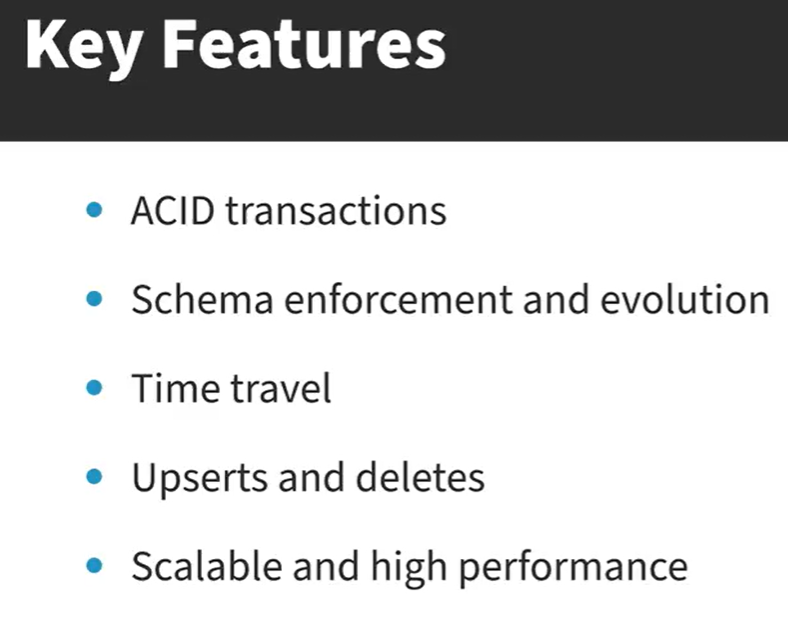 Key Features
ACID transactions
Schema enforcement and evolution
Time travel
Upserts and deletes
Scalable and high performance